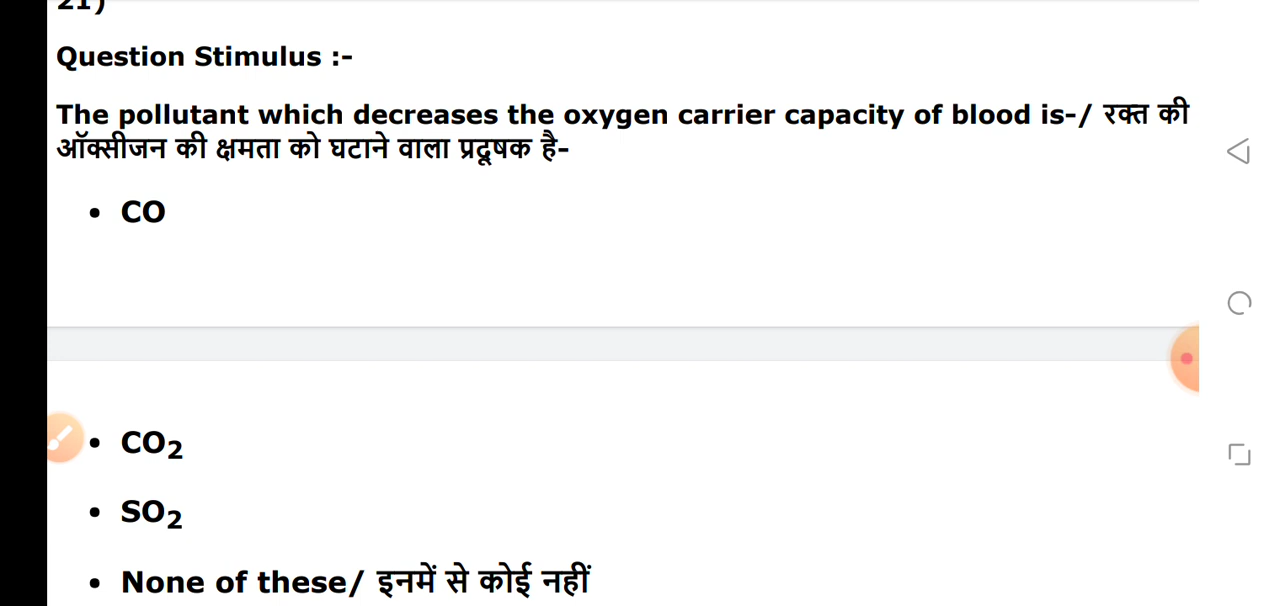 21)
Question Stimulus :-
The pollutant which decreases the oxygen carrier capacity of blood is-/ रक्त की
ऑक्सीजन की क्षमता को घटाने वाला प्रदूषक है-
• CO
• CO₂
• SO₂
• None of these/ इनमें से कोई नहीं